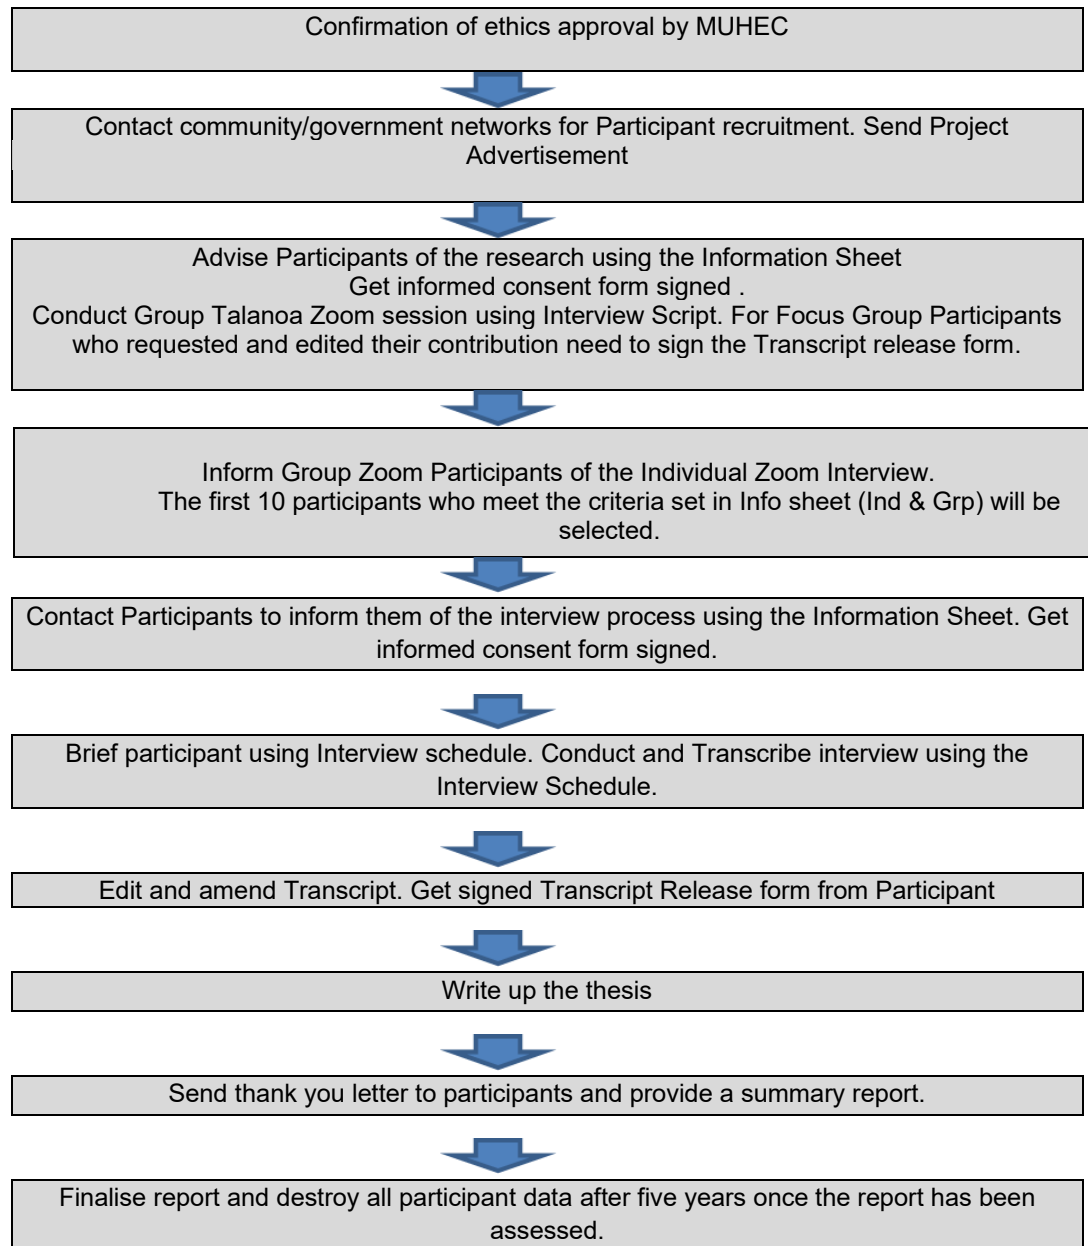 Confirmation of ethics approval by MUHEC
Contact community/government networks for Participant recruitment. Send Project
Advertisement
Advise Participants of the research using the Information Sheet
Get informed consent form signed .
Conduct Group Talanoa Zoom session using Interview Script. For Focus Group Participants
who requested and edited their contribution need to sign the Transcript release form.
Inform Group Zoom Participants of the Individual Zoom Interview.
The first 10 participants who meet the criteria set in Info sheet (Ind & Grp) will be
selected.
Contact Participants to inform them of the interview process using the Information Sheet. Get
informed consent form signed.
Brief participant using Interview schedule. Conduct and Transcribe interview using the
Interview Schedule.
Edit and amend Transcript. Get signed Transcript Release form from Participant
Write up the thesis
Send thank you letter to participants and provide a summary report.
Finalise report and destroy all participant data after five years once the report has been
assessed.